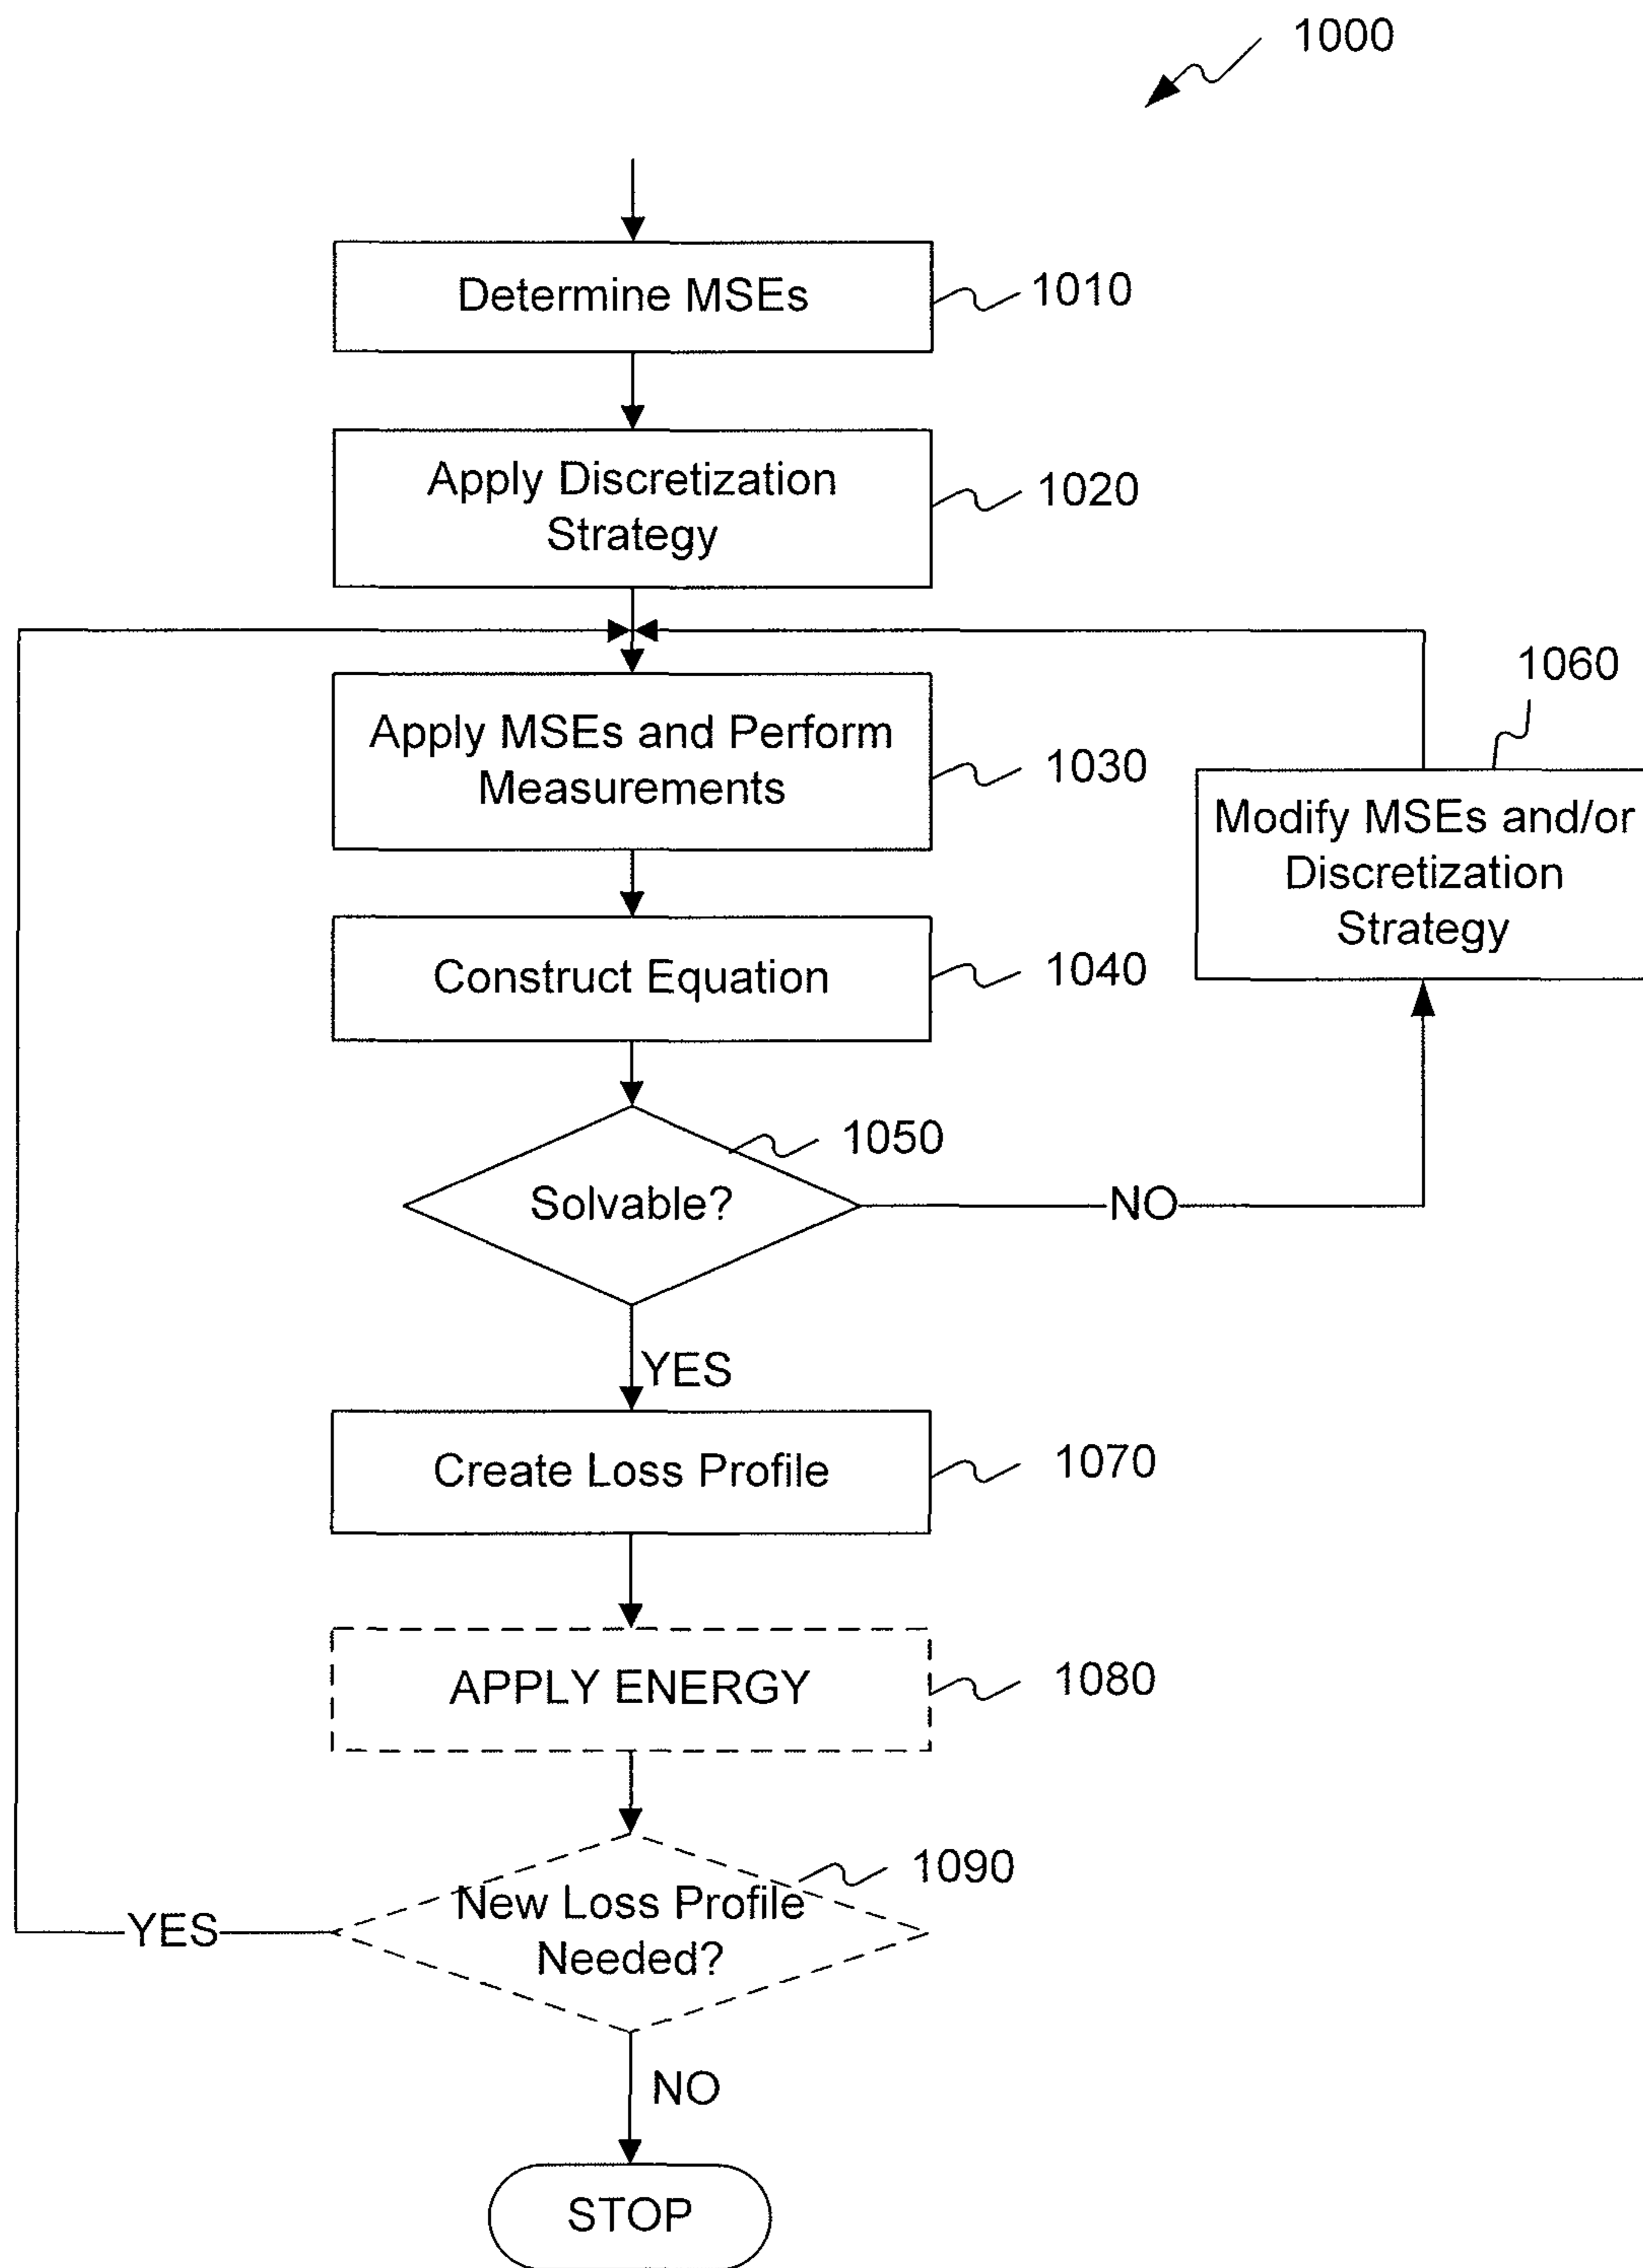 1000
Determine MSEs
1010
Apply Discretization
Strategy
1020
Apply MSEs and Perform
Measurements
1030
1060
Modify MSEs and/or
Discretization
Strategy
Construct Equation
1040
1050
Solvable?
NO
YES
Create Loss Profile
1070
APPLY ENERGY
1080
1090
New Loss Profile
Needed?
YES
NO
STOP